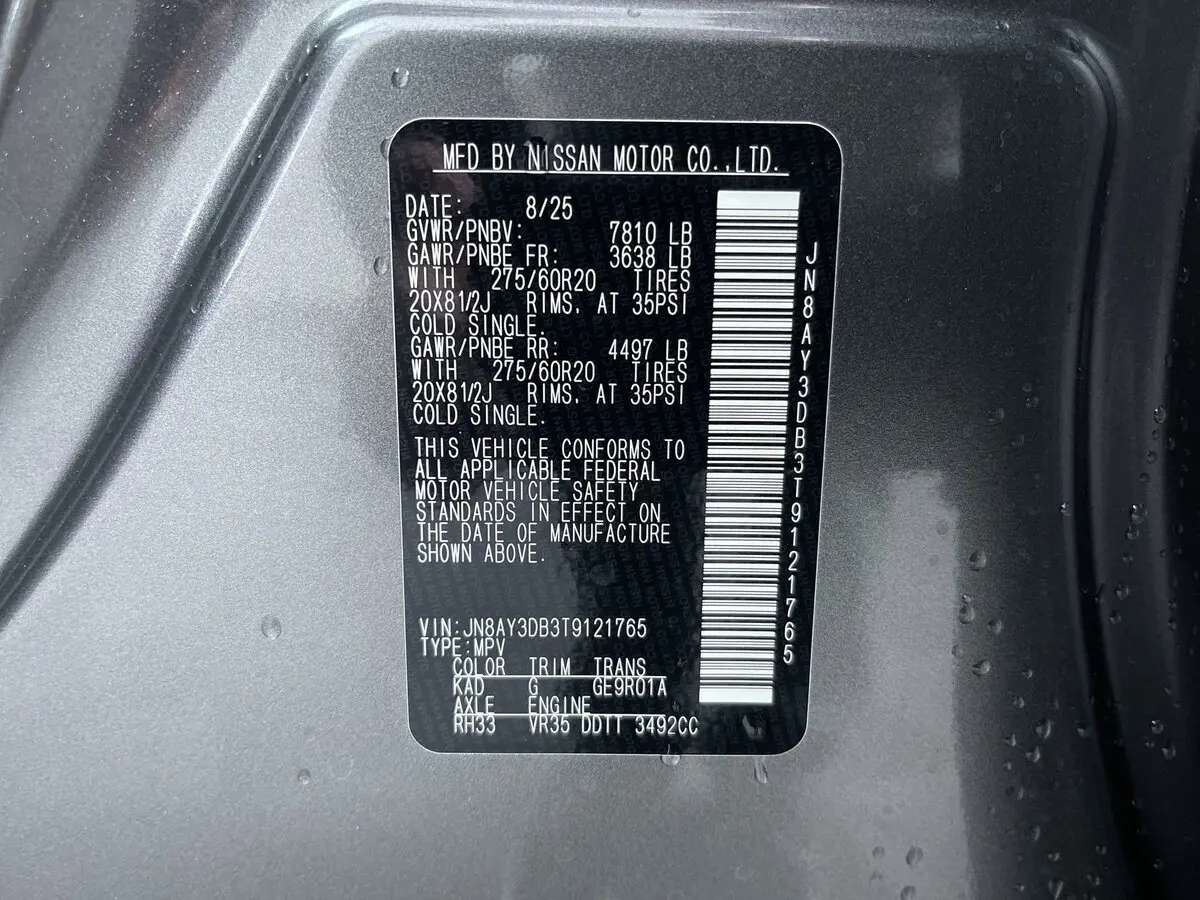 MFD BY NISSAN MOTOR CO.,LTD.
DATE: 8/25
GVWR/PNBV: 7810 LB
GAWR/PNBE FR: 3638 LB
WITH 275/60R20 TIRES
20X81/2J RIMS, AT 35PSI
COLD SINGLE.
GAWR/PNBE RR: 4497 LB
WITH 275/60R20 TIRES
20X81/2J RIMS, AT 35PSI
COLD SINGLE.
THIS VEHICLE CONFORMS TO
ALL APPLICABLE FEDERAL
MOTOR VEHICLE SAFETY
STANDARDS IN EFFECT ON
THE DATE OF MANUFACTURE
SHOWN ABOVE.
VIN:JN8AY3DB3T9121765
TYPE:MPV
COLOR TRIM TRANS
KAD G GE9R01A
AXLE ENGINE
RH33 VR35 DDTT 3492CC
JN8AY3DB3T9121765